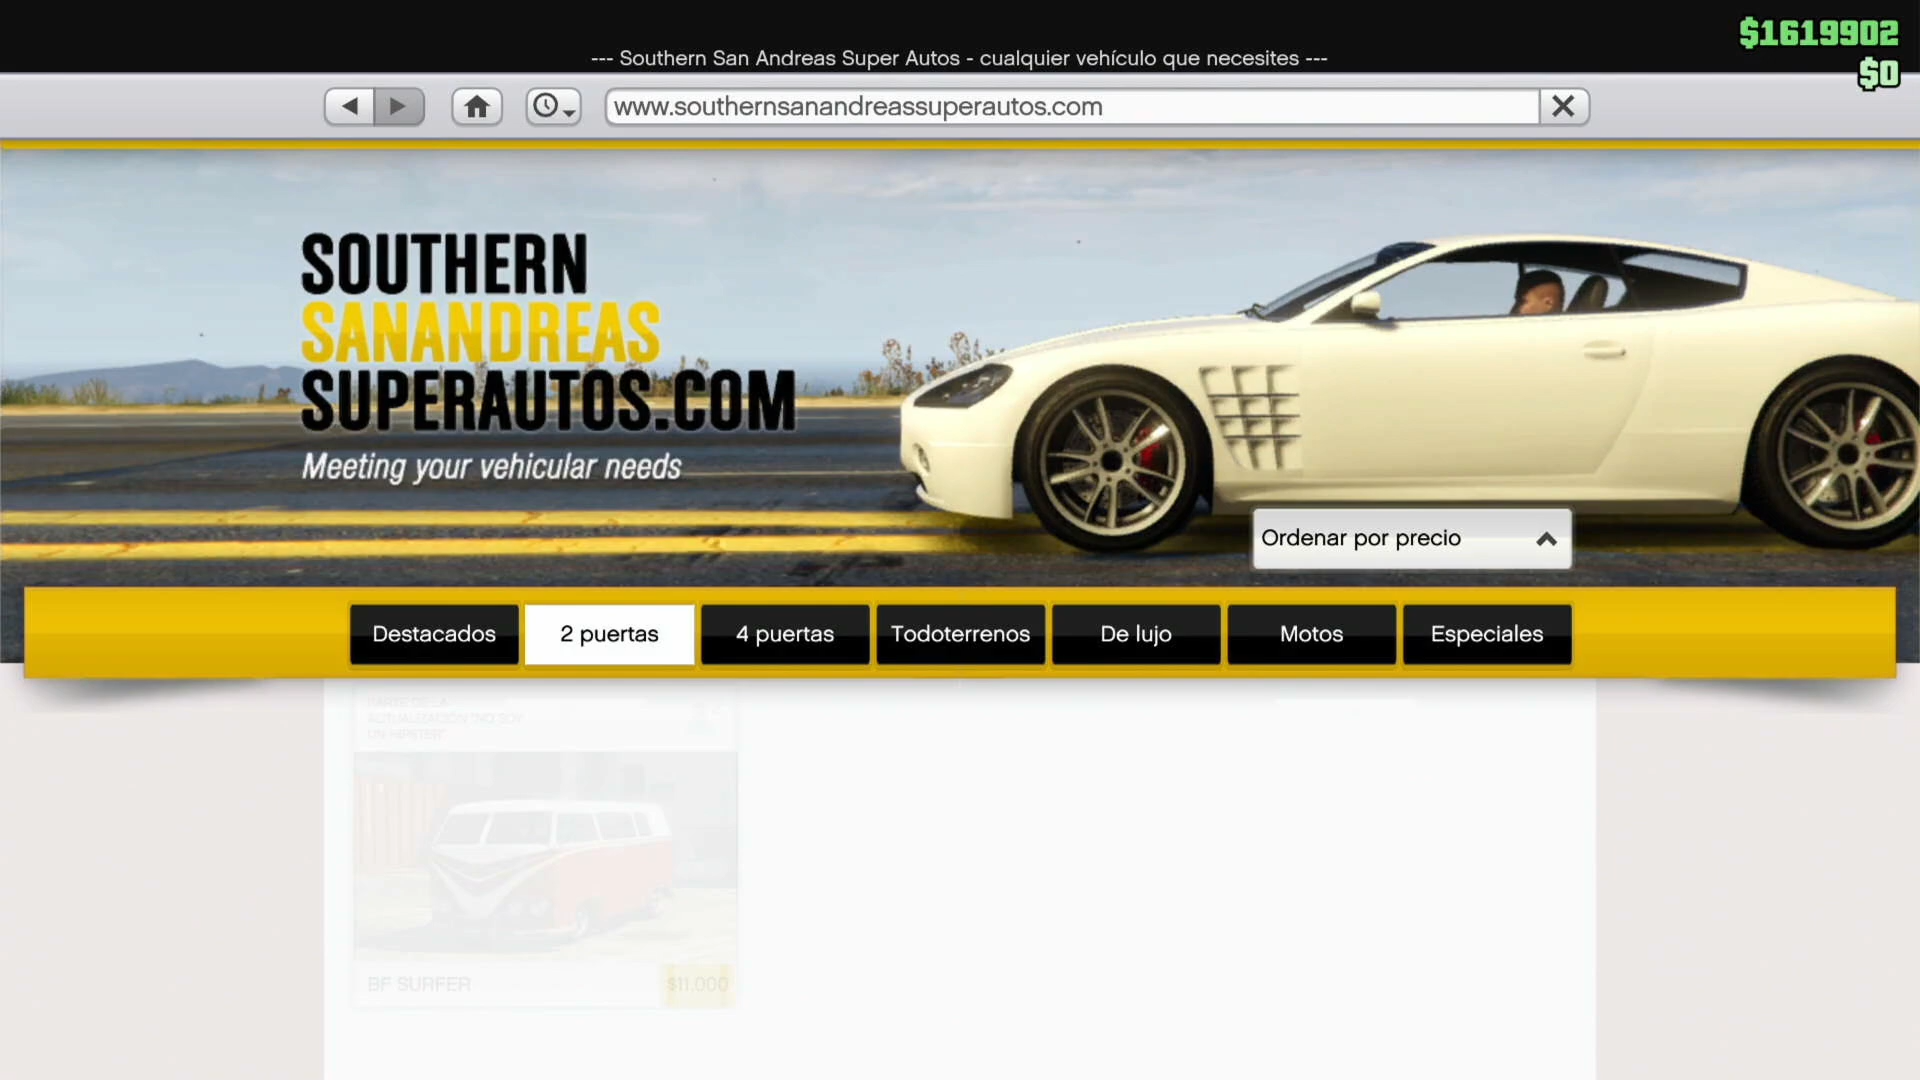 $1619902
--- Southern San Andreas Super Autos - cualquier vehículo que necesites ---
$0
www.southernsanandreassuperautos.com
SOUTHERN
SANANDREAS
SUPERAUTOS.COM
Meeting your vehicular needs
Ordenar por precio
Destacados
2 puertas
4 puertas
Todoterrenos
De lujo
Motos
Especiales
PARTE DE LA
ACTUALIZACIÓN "NO SOY
UN HIPSTER"
BF SURFER
$11,000